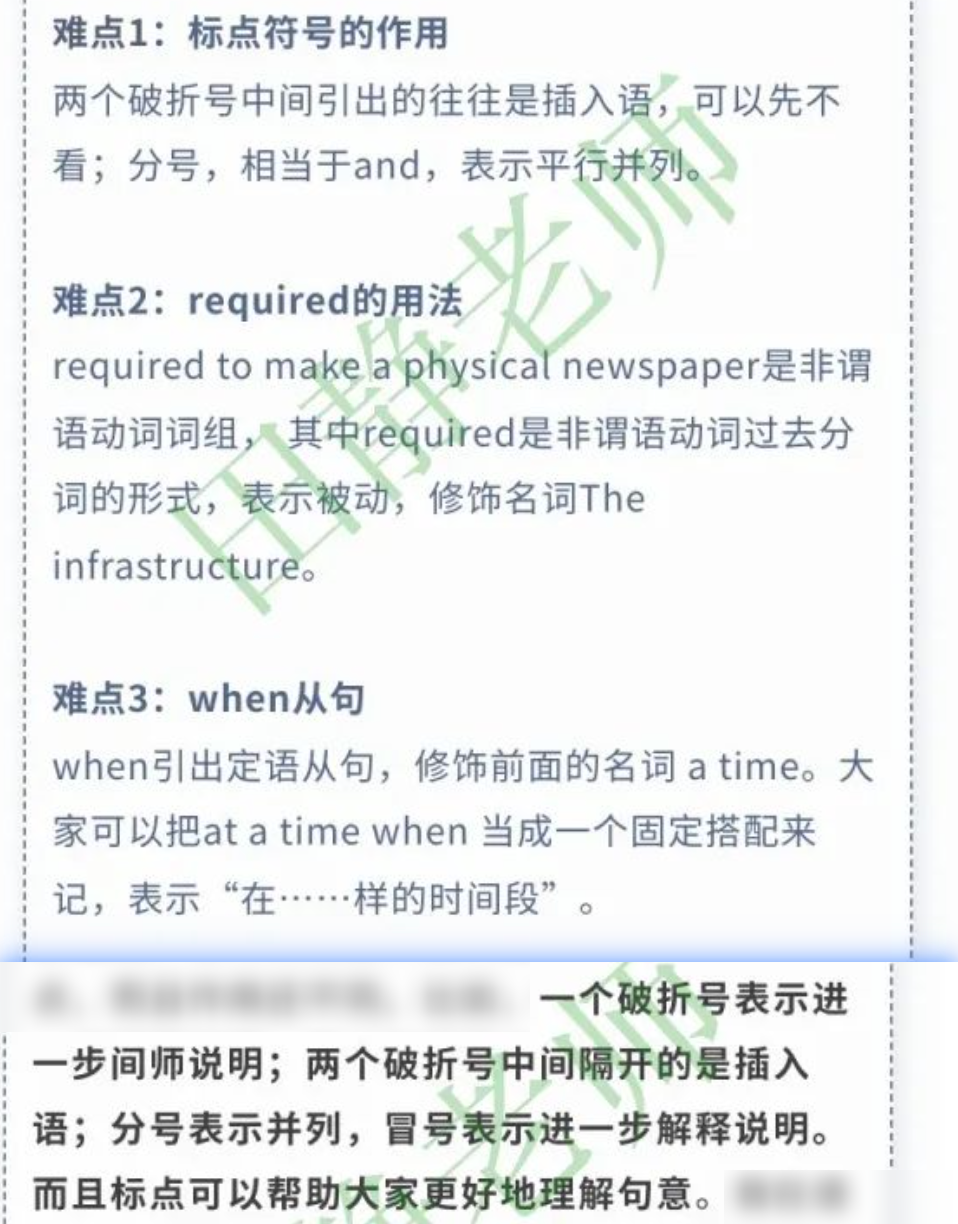 难点1：标点符号的作用
两个破折号中间引出的往往是插入语，可以先不
看；分号，相当于and，表示平行并列。
难点2：required的用法
required to make a physical newspaper是非谓
语动词词组，其中required是非谓语动词过去分
词的形式，表示被动，修饰名词The
infrastructure。
难点3：when从句
when引出定语从句，修饰前面的名词 a time。大
家可以把at a time when 当成一个固定搭配来
记，表示“在……样的时间段”。
一个破折号表示进
一步间师说明；两个破折号中间隔开的是插入
语；分号表示并列，冒号表示进一步解释说明。
而且标点可以帮助大家更好地理解句意。
田静老师